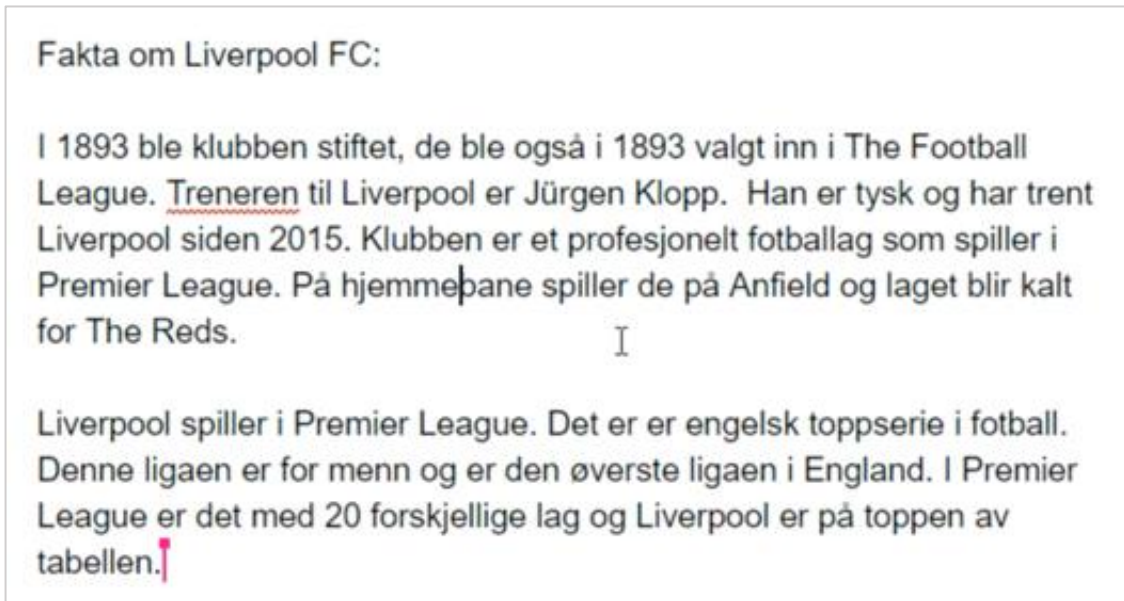 Fakta om Liverpool FC:
I 1893 ble klubben stiftet, de ble også i 1893 valgt inn i The Football
League. Treneren til Liverpool er Jürgen Klopp.  Han er tysk og har trent
Liverpool siden 2015. Klubben er et profesjonelt fotballag som spiller i
Premier League. På hjemmebane spiller de på Anfield og laget blir kalt
for The Reds.
Liverpool spiller i Premier League. Det er er engelsk toppserie i fotball.
Denne ligaen er for menn og er den øverste ligaen i England. I Premier
League er det med 20 forskjellige lag og Liverpool er på toppen av
tabellen.